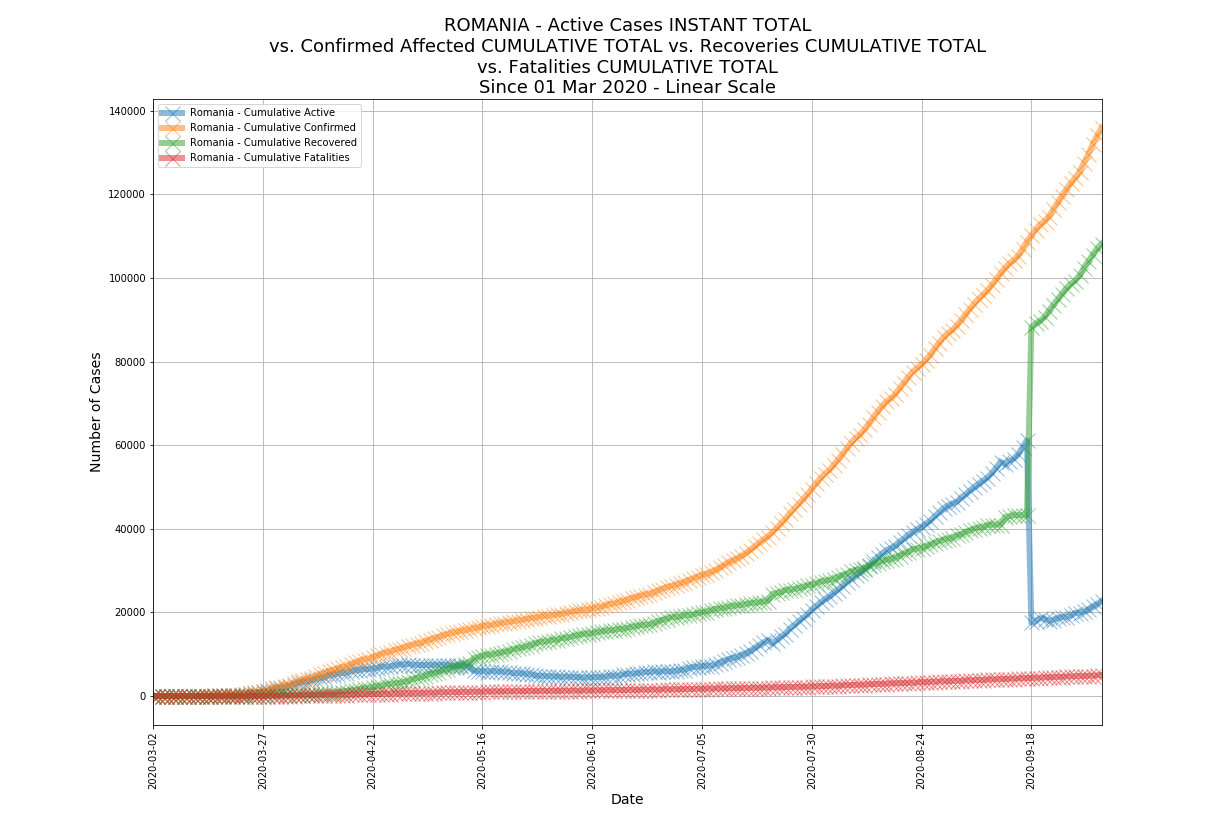 ROMANIA - Active Cases INSTANT TOTAL
vs. Confirmed Affected CUMULATIVE TOTAL vs. Recoveries CUMULATIVE TOTAL
vs. Fatalities CUMULATIVE TOTAL
Since 01 Mar 2020 - Linear Scale
Romania - Cumulative Active
Romania - Cumulative Confirmed
Romania - Cumulative Recovered
Romania - Cumulative Fatalities
Number of Cases
140000
120000
100000
80000
60000
40000
20000
0
2020-03-02
2020-03-27
2020-04-21
2020-05-16
2020-06-10
2020-07-05
2020-07-30
2020-08-24
2020-09-18
Date